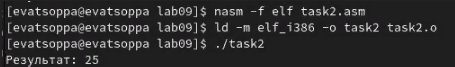 [evatsoppa@evatsoppa lab09]$ nasm -f elf task2.asm
[evatsoppa@evatsoppa lab09]$ ld -m elf_i386 -o task2 task2.o
[evatsoppa@evatsoppa lab09]$ ./task2
Результат: 25